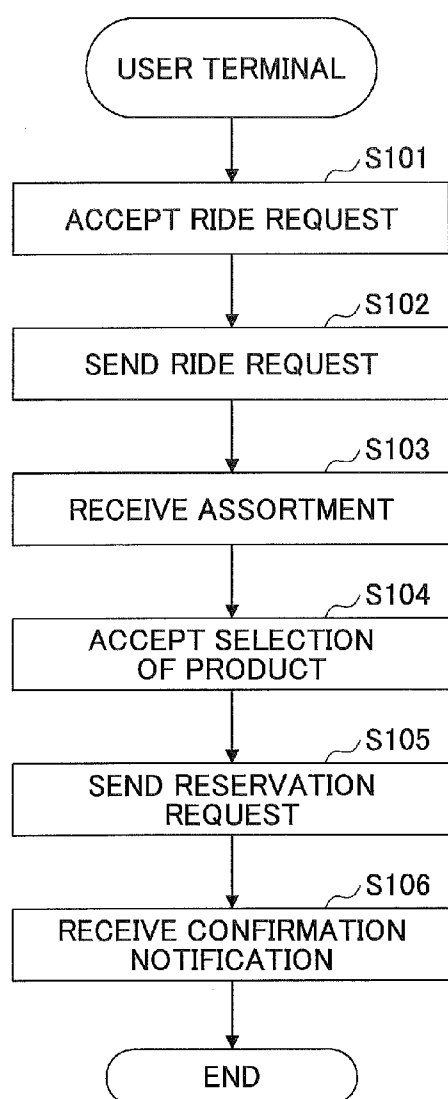 USER TERMINAL
S101
ACCEPT RIDE REQUEST
S102
SEND RIDE REQUEST
S103
RECEIVE ASSORTMENT
S104
ACCEPT SELECTION
OF PRODUCT
S105
SEND RESERVATION
REQUEST
S106
RECEIVE CONFIRMATION
NOTIFICATION
END